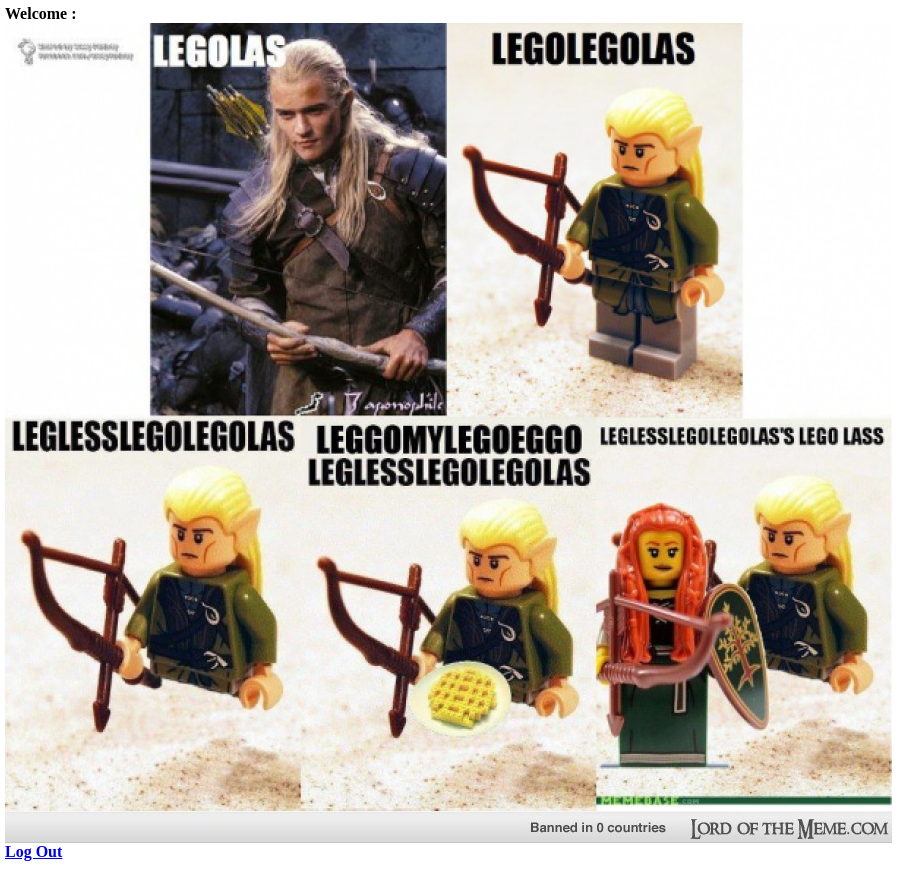 Welcome :
LEGOLAS
LEGOLEGOLAS
LEGLESSLEGOLEGOLAS
LEGGOMYLEGOEGGO
LEGLESSLEGOLEGOLAS
LEGLESSLEGOLEGOLAS'S LEGO LASS
MEMEBASE.COM
Banned in 0 countries
LORD OF THE MEME.COM
Log Out